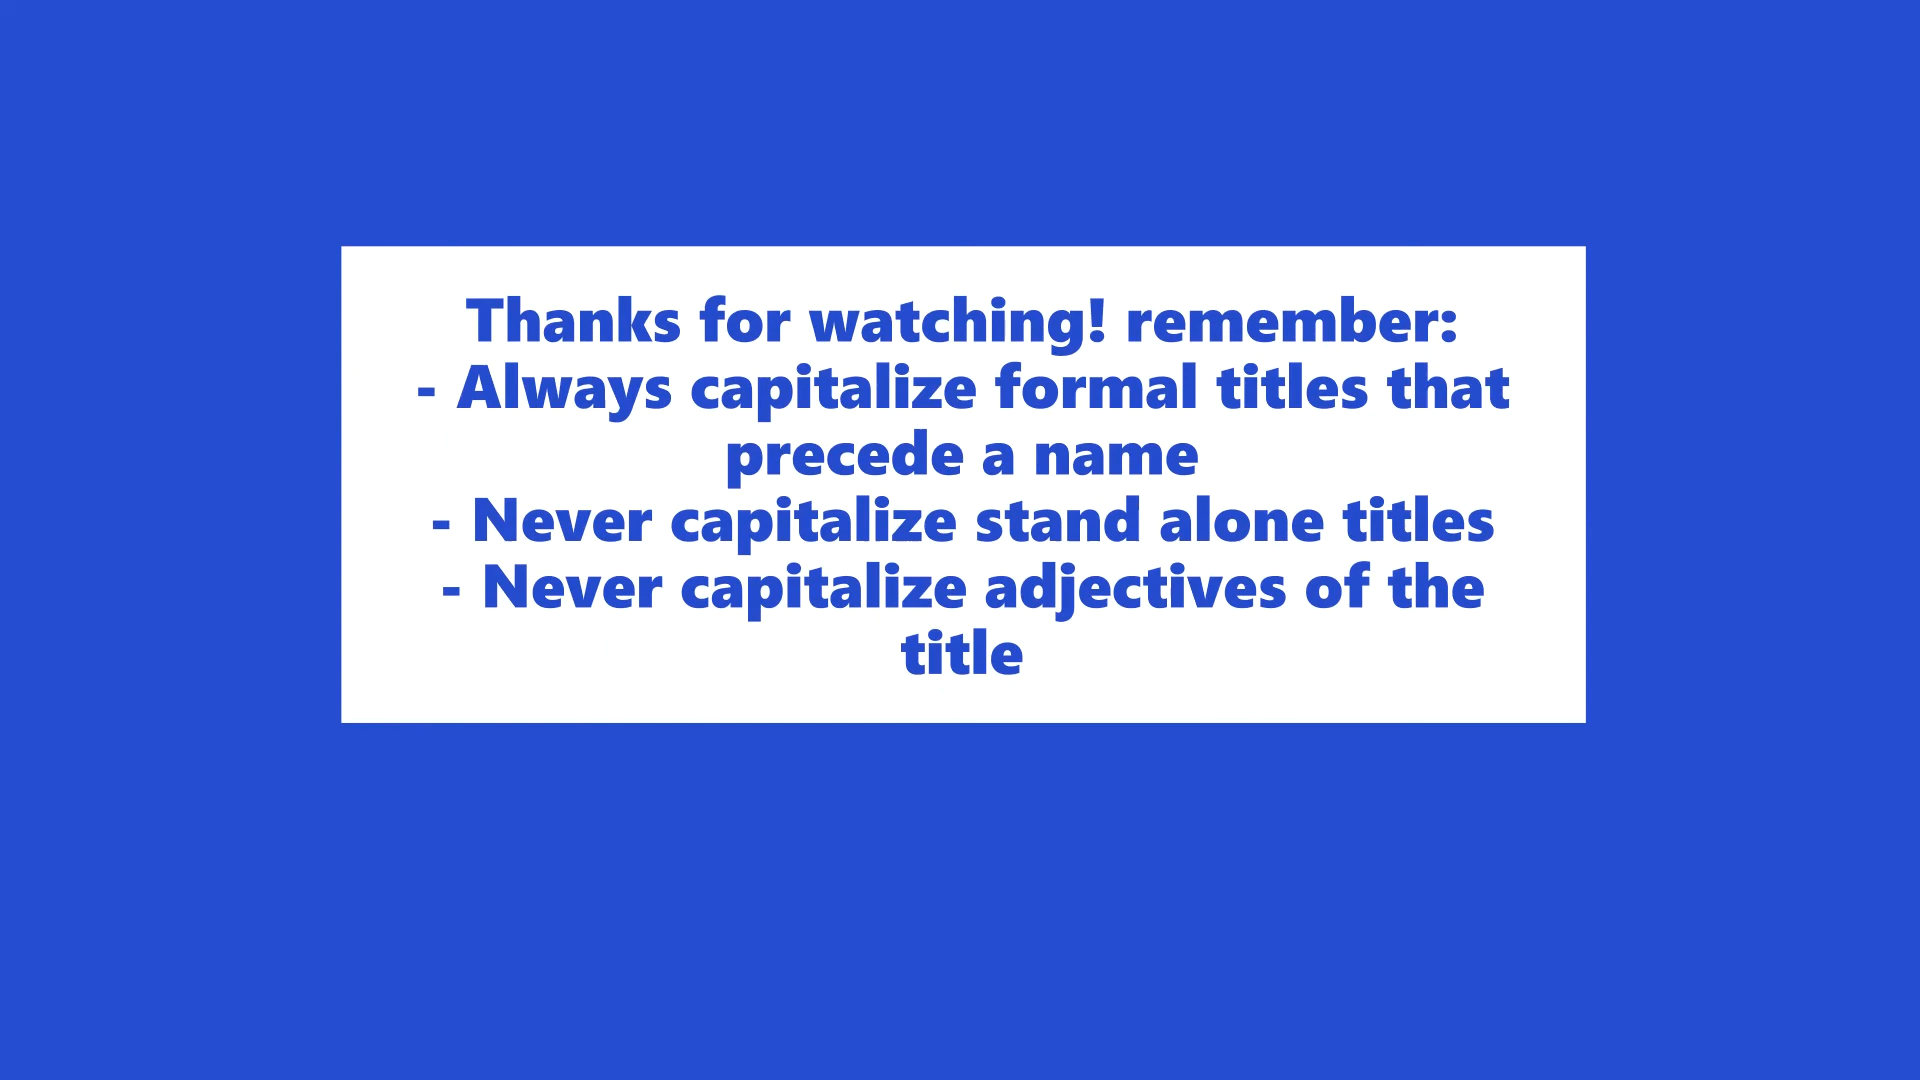 Thanks for watching! remember:
- Always capitalize formal titles that
precede a name
- Never capitalize stand alone titles
- Never capitalize adjectives of the
title